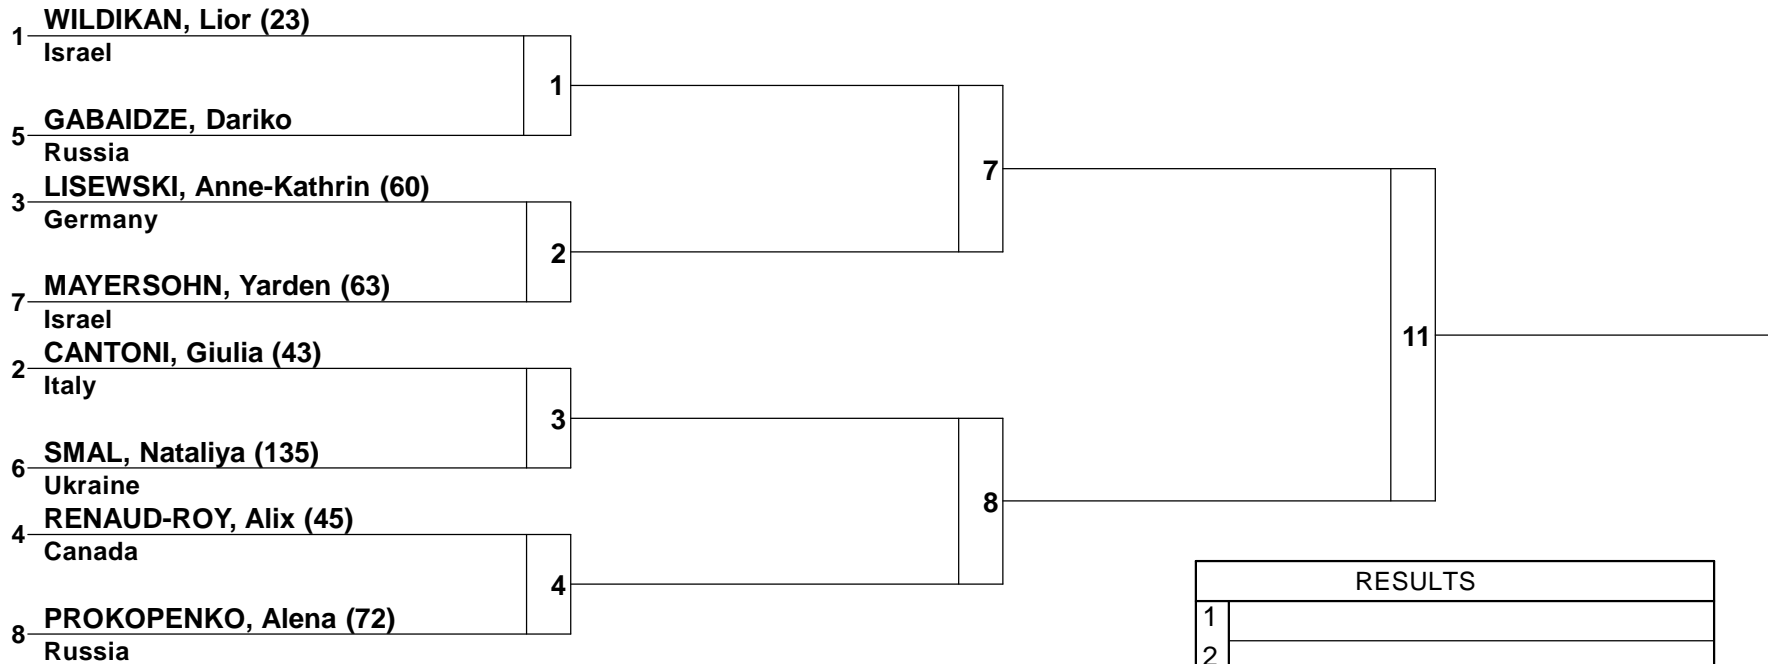 WILDIKAN, Lior (23)
1
Israel
1
GABAIDZE, Dariko
5
Russia
7
LISEWSKI, Anne-Kathrin (60)
3
Germany
2
MAYERSOHN, Yarden (63)
7
Israel
11
CANTONI, Giulia (43)
2
Italy
3
SMAL, Nataliya (135)
6
Ukraine
8
RENAUD-ROY, Alix (45)
4
Canada
4
PROKOPENKO, Alena (72)
8
Russia
RESULTS
1
2